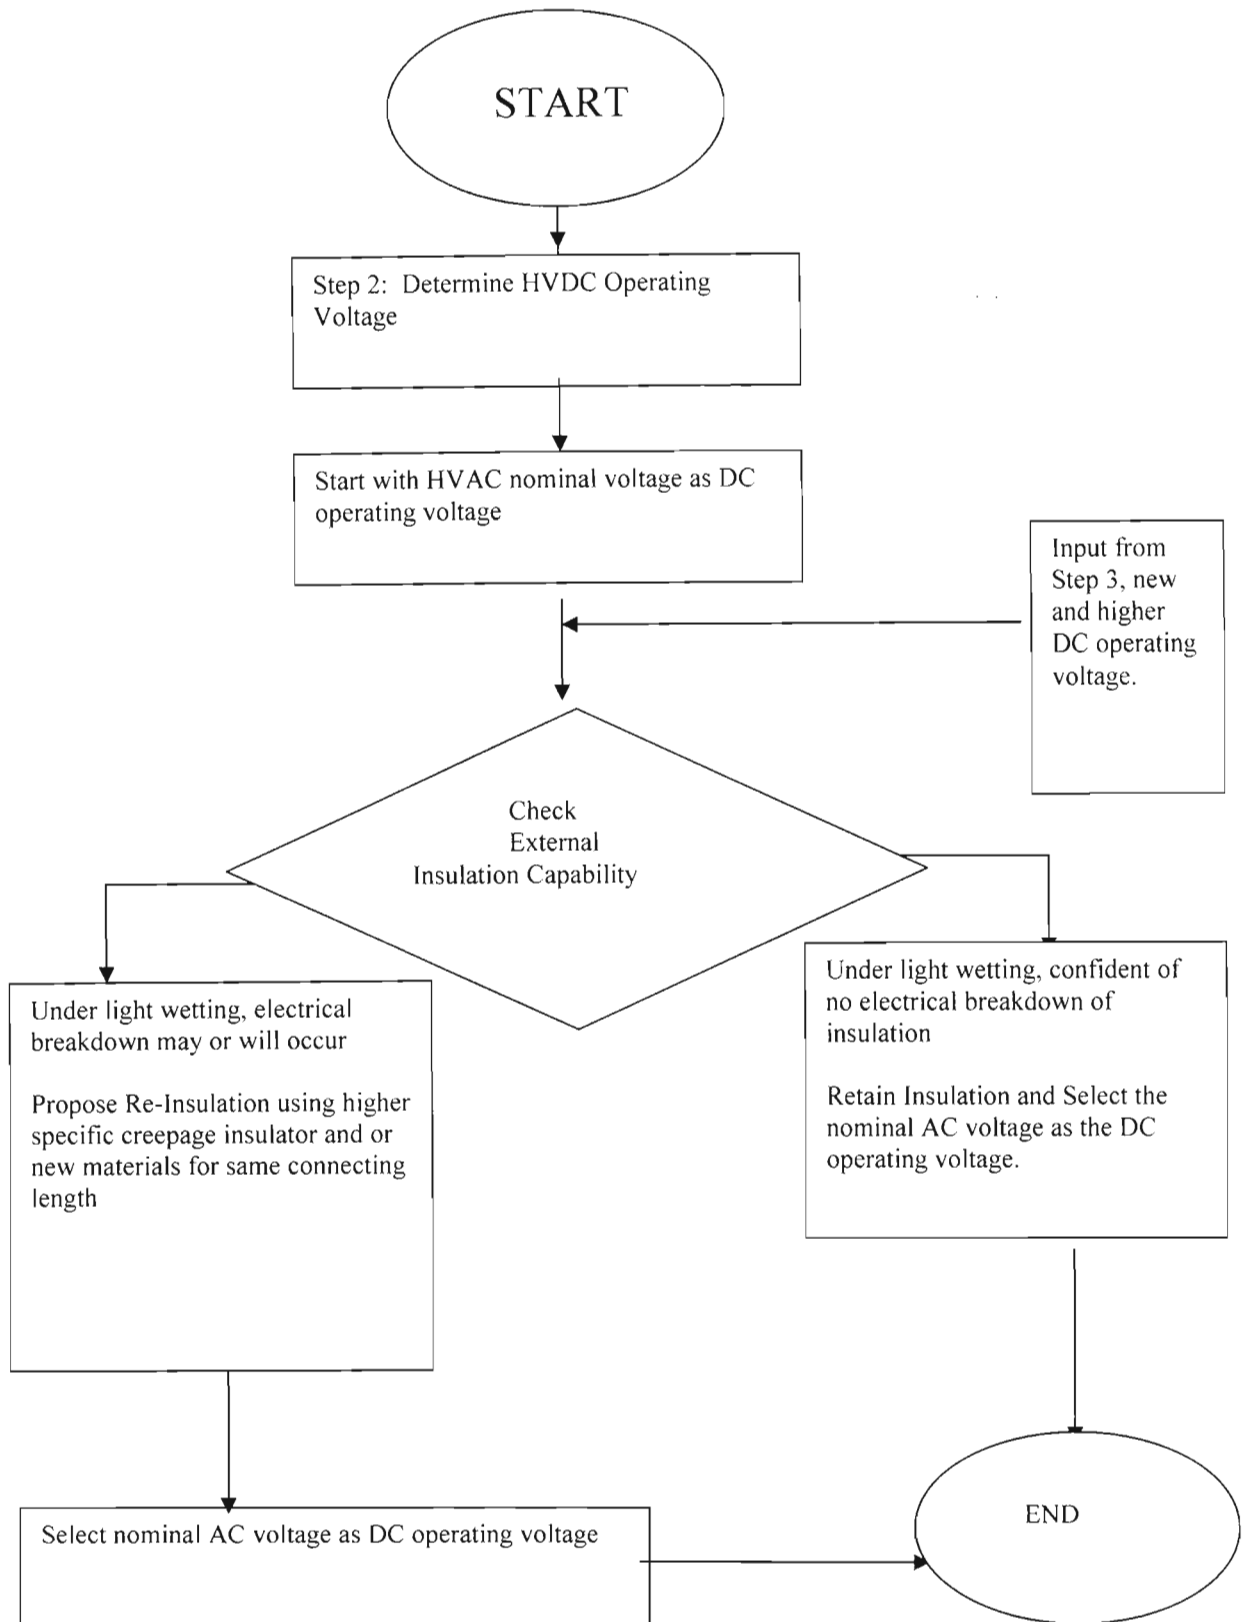 START
Step 2: Determine HVDC Operating
Voltage
Start with HVAC nominal voltage as DC
operating voltage
Input from
Step 3, new
and higher
DC operating
voltage.
Check
External
Insulation Capability
Under light wetting, electrical
breakdown may or will occur
Propose Re-Insulation using higher
specific creepage insulator and or
new materials for same connecting
length
Under light wetting, confident of
no electrical breakdown of
insulation
Retain Insulation and Select the
nominal AC voltage as the DC
operating voltage.
Select nominal AC voltage as DC operating voltage
END